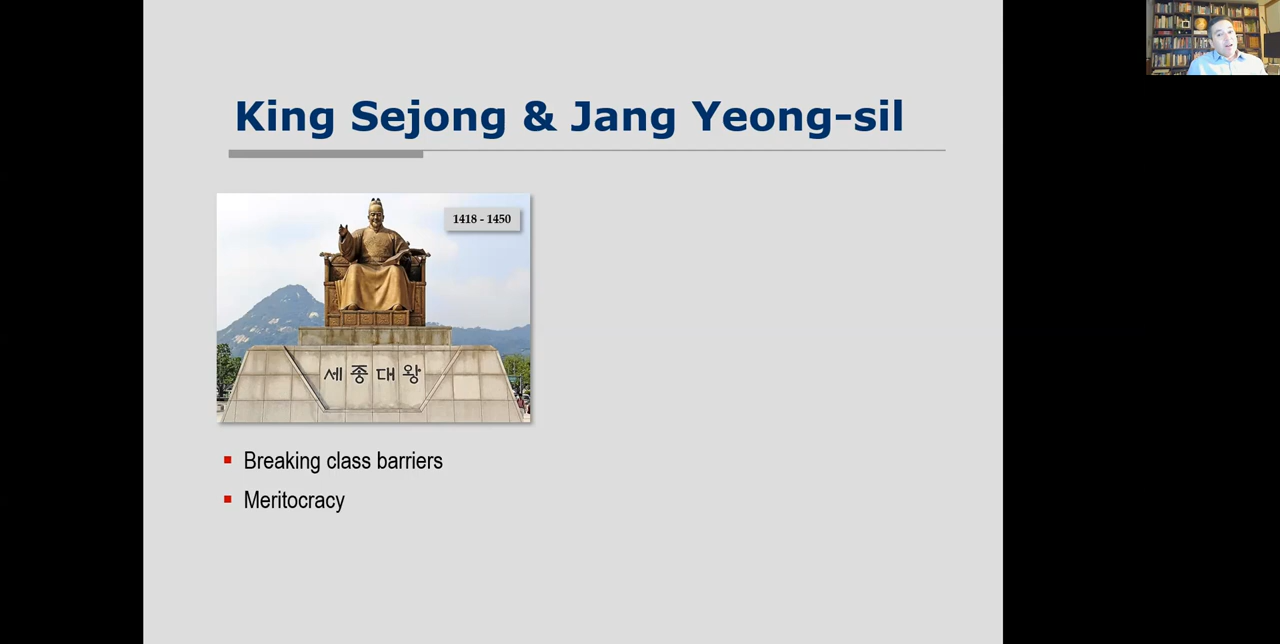 King Sejong & Jang Yeong-sil
1418 - 1450
세종대왕
Breaking class barriers
Meritocracy